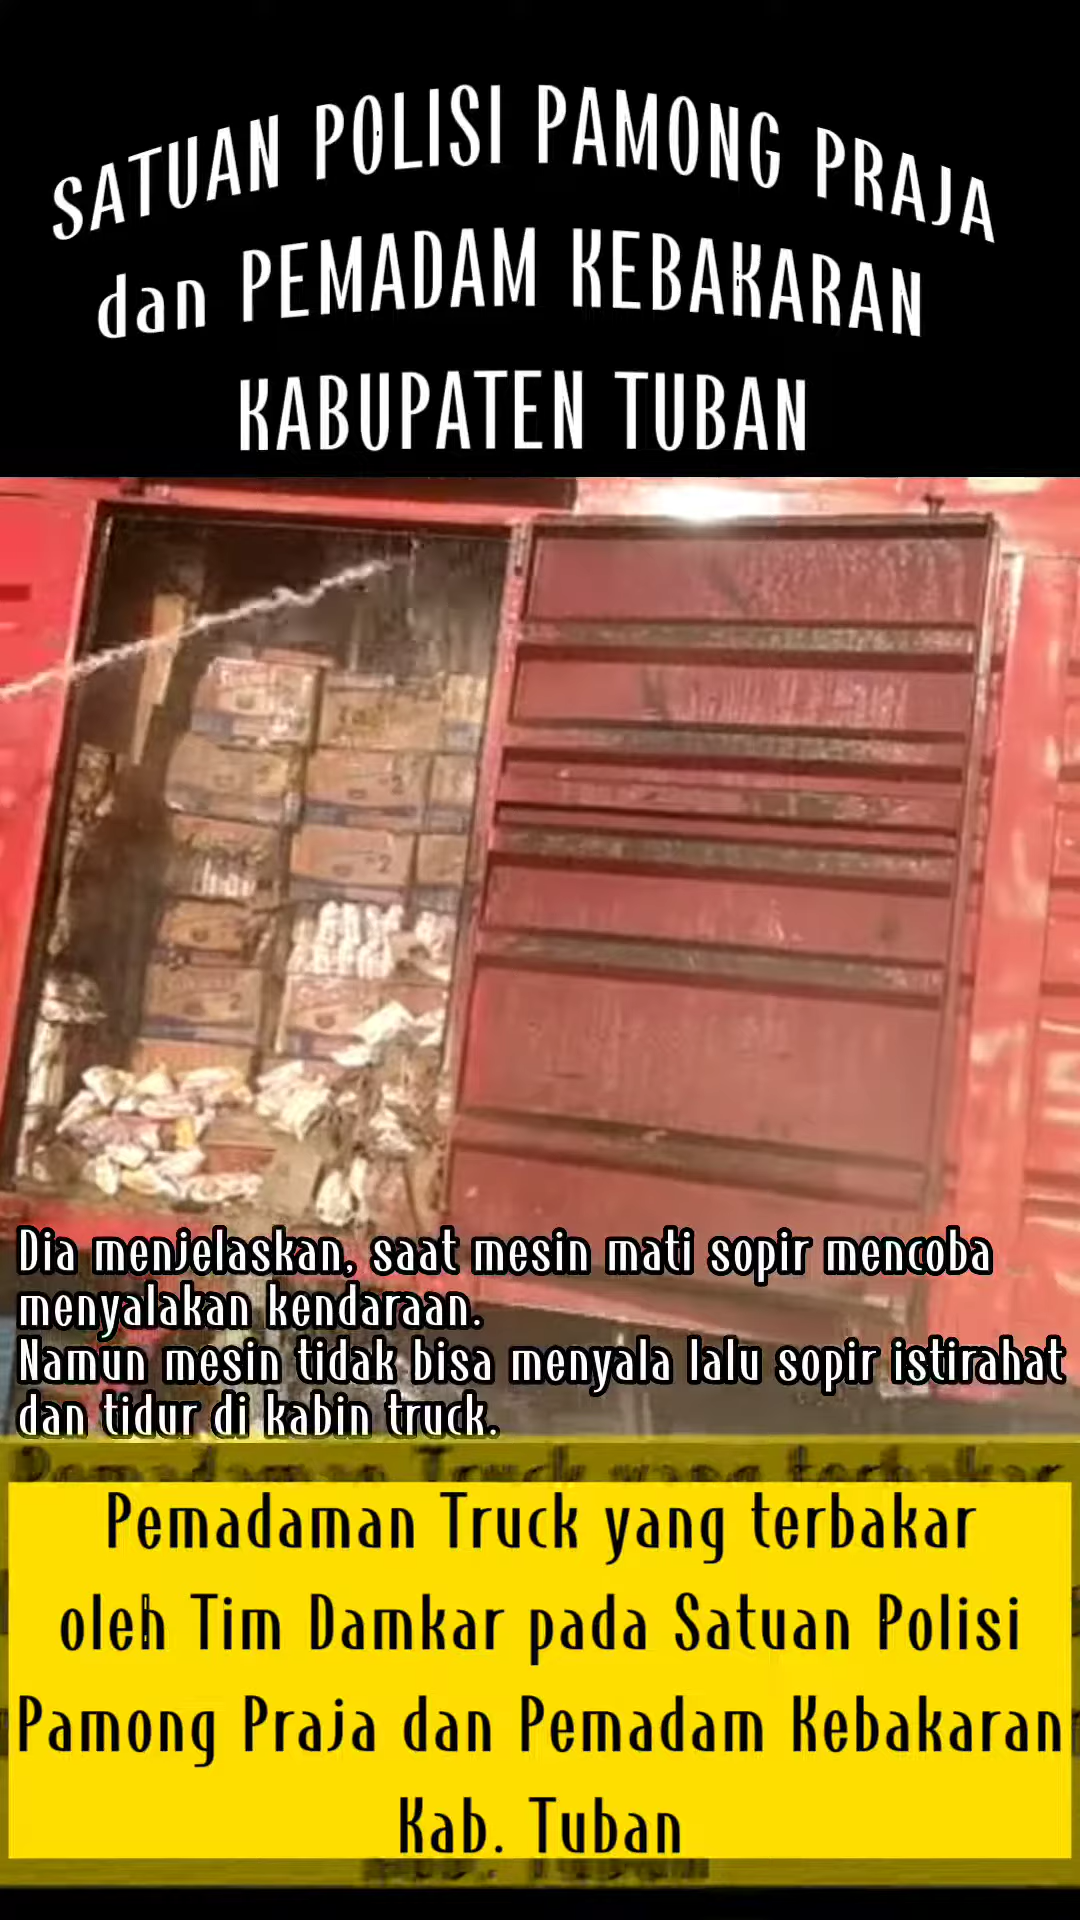 SATUAN POLISI PAMONG PRAJA
dan PEMADAM KEBAKARAN
KABUPATEN TUBAN
Dia menjelaskan, saat mesin mati sopir mencoba
menyalakan kendaraan.
Namun mesin tidak bisa menyala lalu sopir istirahat
dan tidur di kabin truck.
Pemadaman Truck yang terbakar
oleh Tim Damkar pada Satuan Polisi
Pamong Praja dan Pemadam Kebakaran
Kab. Tuban